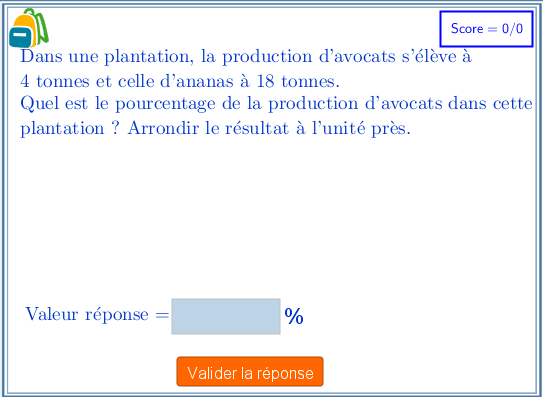 Score = 0/0
Dans une plantation, la production d'avocats s'élève à
4 tonnes et celle d'ananas à 18 tonnes.
Quel est le pourcentage de la production d'avocats dans cette
plantation ? Arrondir le résultat à l'unité près.
Valeur réponse = %
Valider la réponse